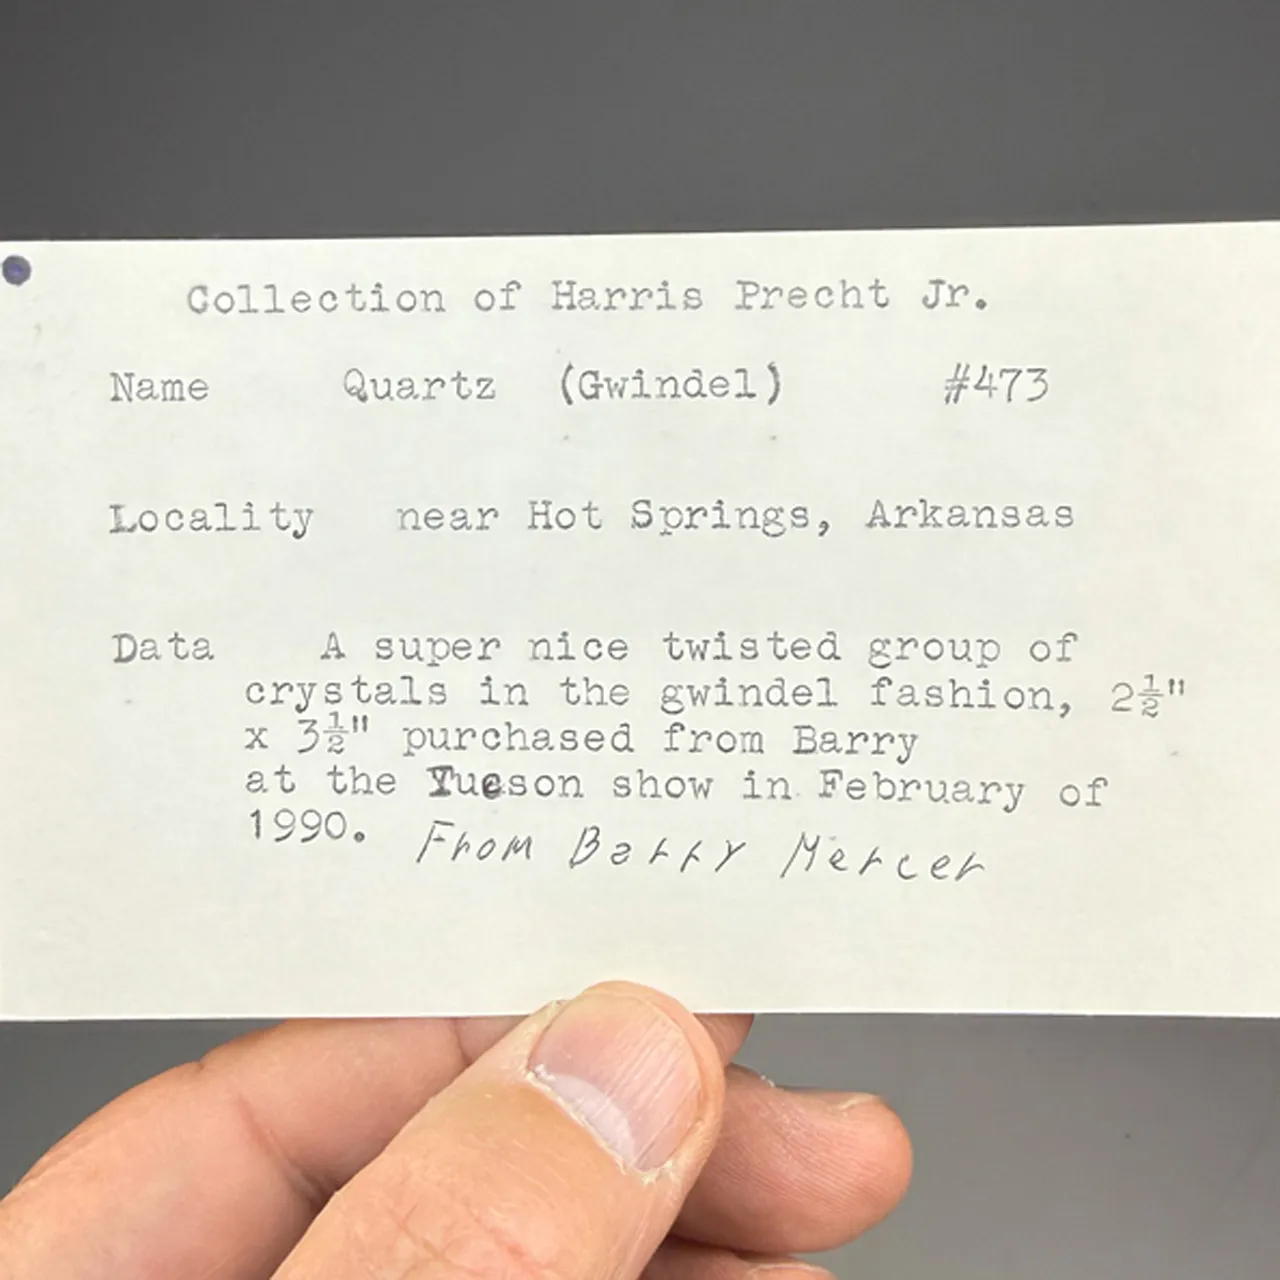 Collection of Harris Precht Jr.
Name Quartz (Gwindel) #473
Locality near Hot Springs, Arkansas
Data A super nice twisted group of
crystals in the gwindel fashion, 2½"
x 3½" purchased from Barry
at the Tucson show in February of
1990. From Barry Mercer